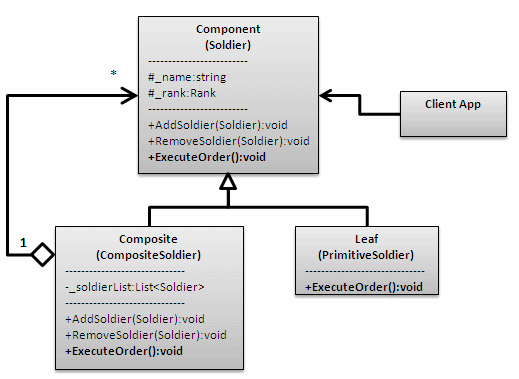 Component
(Soldier)
------------------------
#_name:string
#_rank:Rank
------------------------
+AddSoldier(Soldier):void
+RemoveSoldier(Soldier):void
+ExecuteOrder():void
*
Client App
1
Composite
(CompositeSoldier)
-----------------------------
-_soldierList:List<Soldier>
-----------------------------
+AddSoldier(Soldier):void
+RemoveSoldier(Soldier):void
+ExecuteOrder():void
Leaf
(PrimitiveSoldier)
-----------------------------
+ExecuteOrder():void